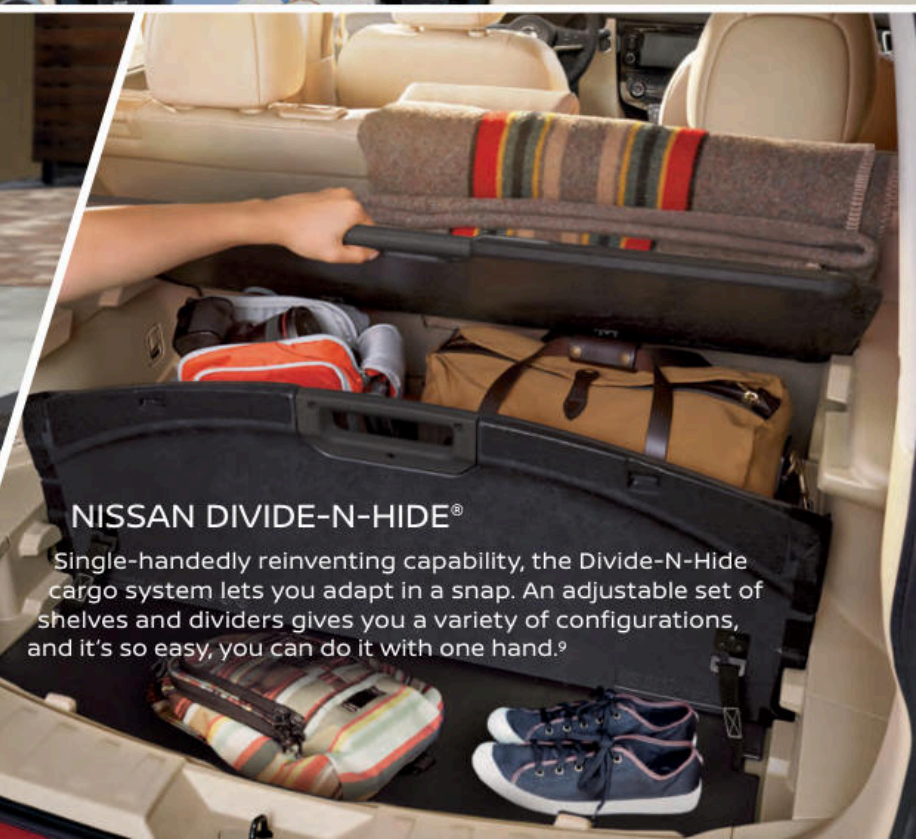 NISSAN DIVIDE-N-HIDE®
Single-handedly reinventing capability, the Divide-N-Hide
cargo system lets you adapt in a snap. An adjustable set of
shelves and dividers gives you a variety of configurations,
and it's so easy, you can do it with one hand.⁹